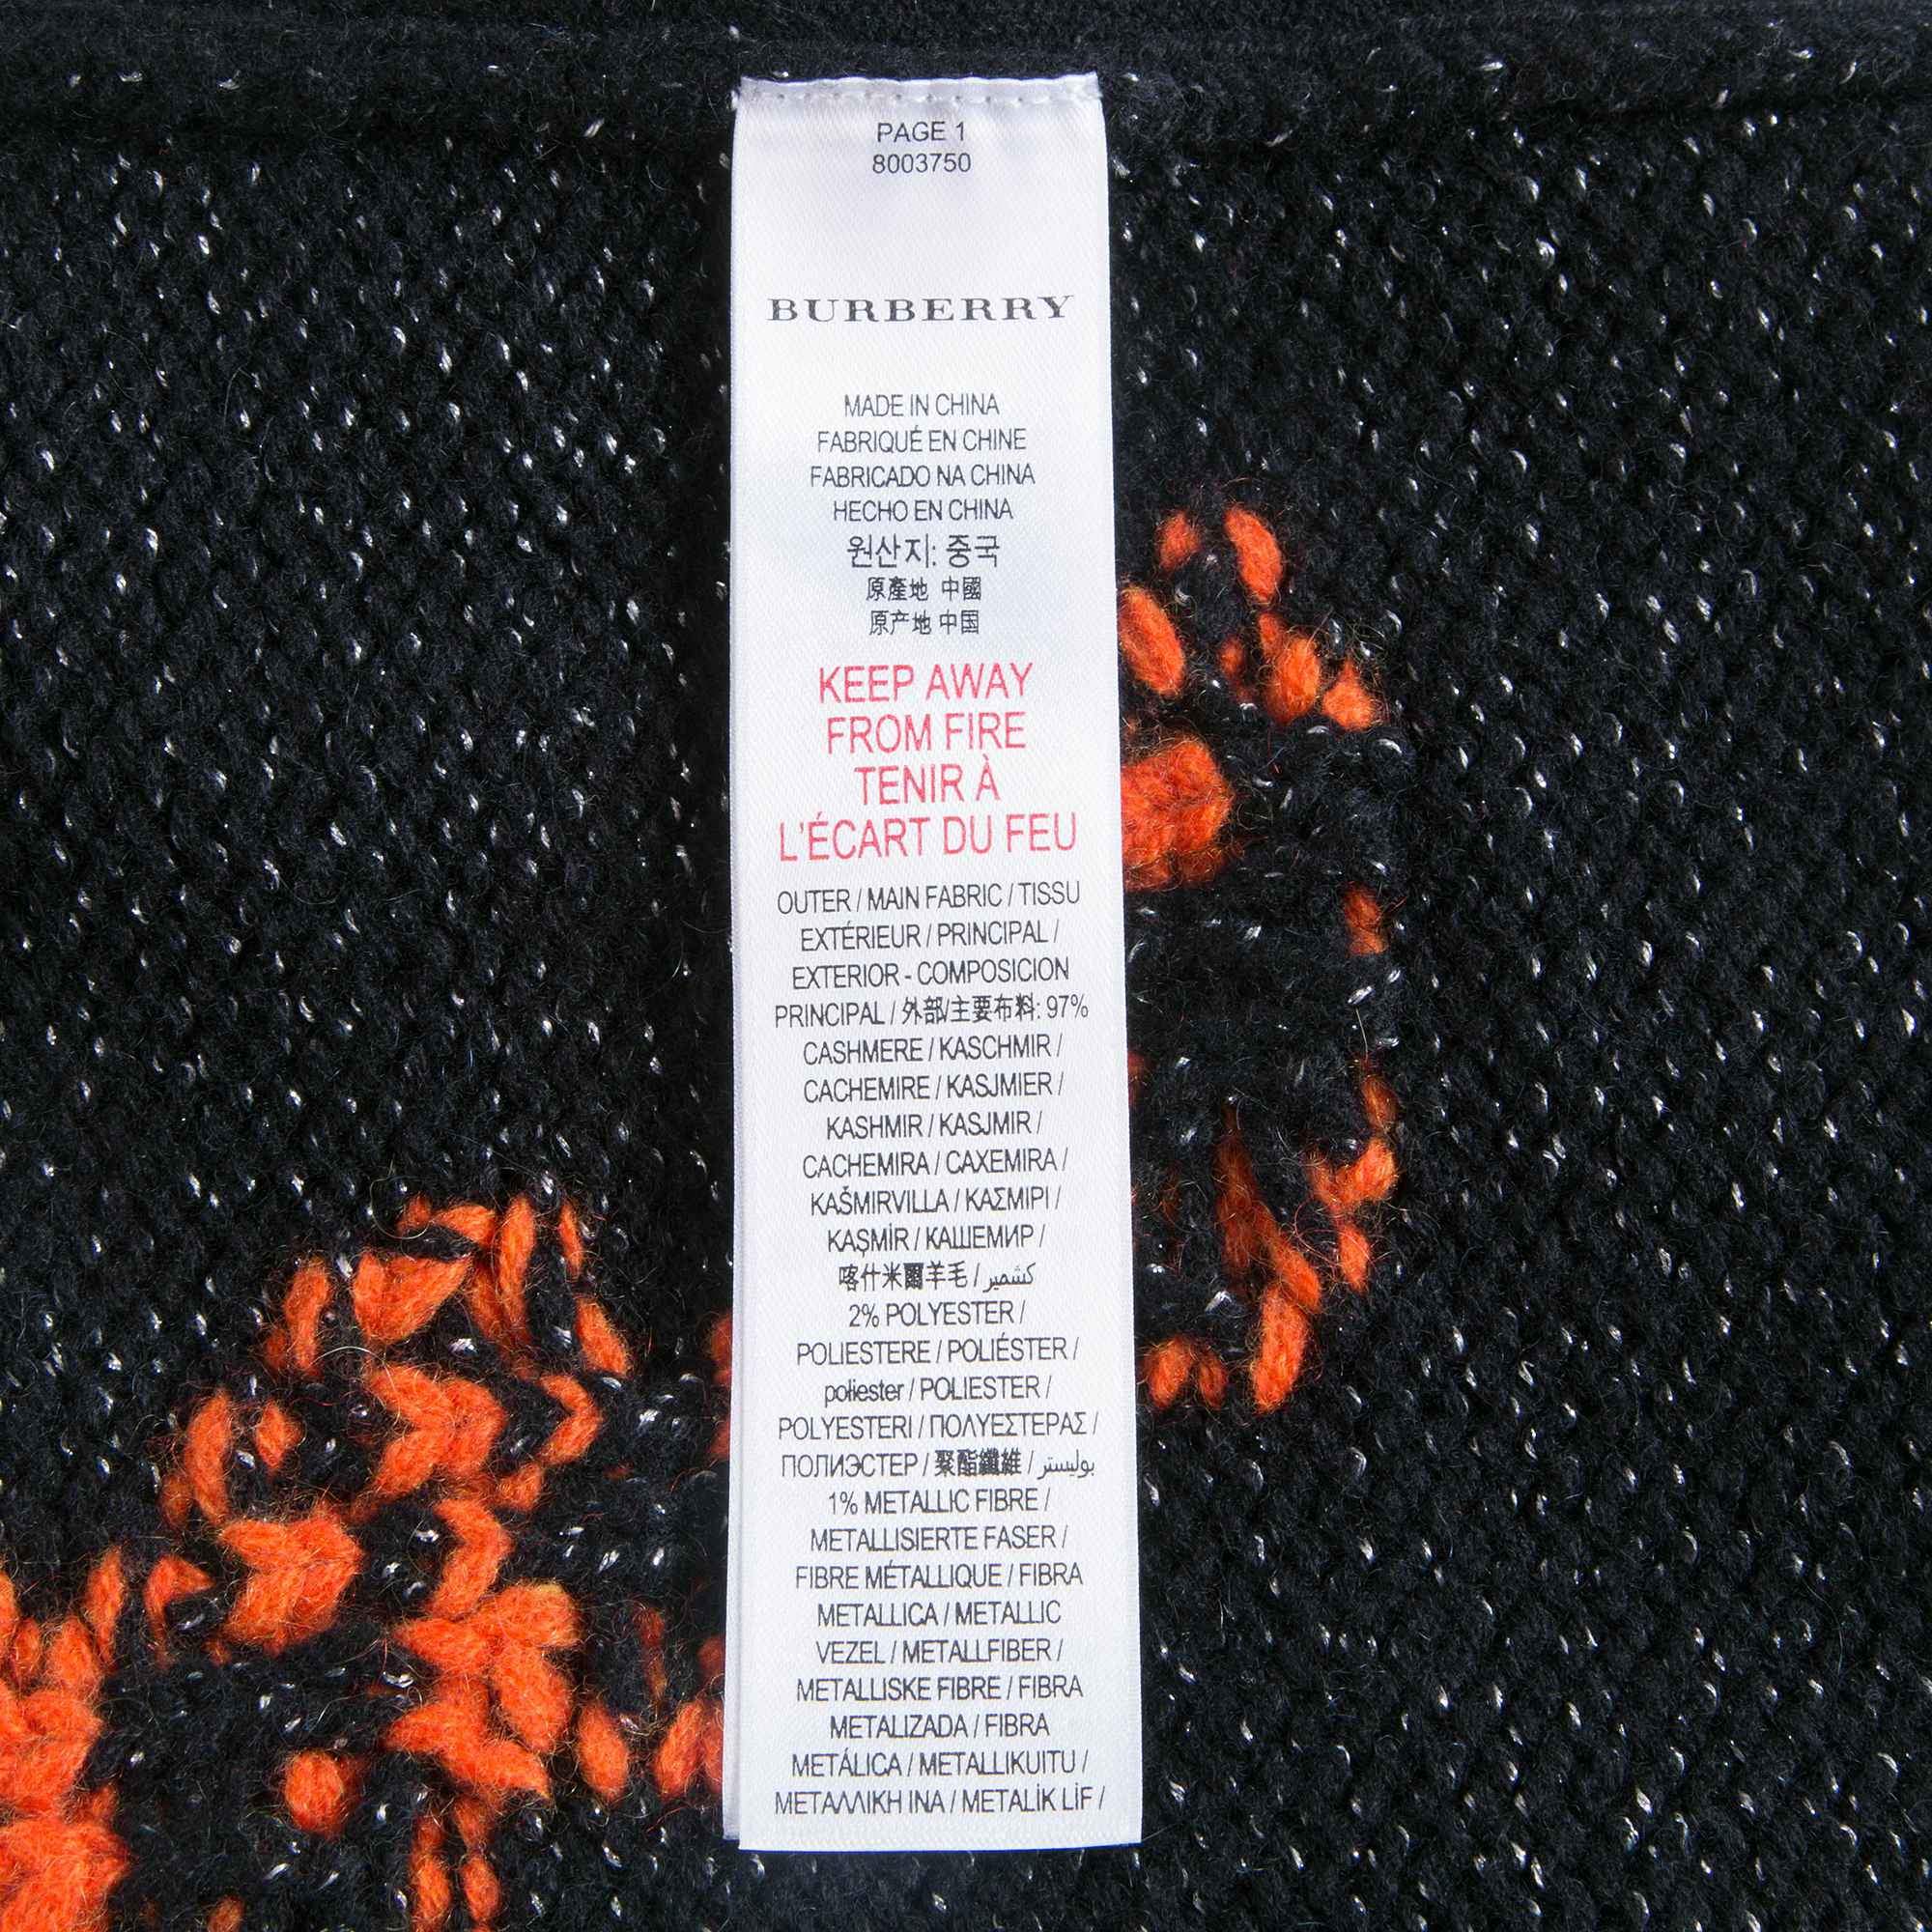 PAGE 1
8003750
BURBERRY
MADE IN CHINA
FABRIQUÉ EN CHINE
FABRICADO NA CHINA
HECHO EN CHINA
원산지: 중국
原產地 中國
原产地 中国
KEEP AWAY
FROM FIRE
TENIR À
L'ÉCART DU FEU
OUTER / MAIN FABRIC / TISSU
EXTÉRIEUR / PRINCIPAL /
EXTERIOR - COMPOSICION
PRINCIPAL / 外部/主要布料: 97%
CASHMERE / KASCHMIR /
CACHEMIRE / KASJMIER /
KASHMIR / KASJMIR /
CACHEMIRA / CAXEMIRA /
KAŠMIRVILLA / ΚΑΣΜΙΡΙ /
KAŞMİR / КАШЕМИР /
喀什米爾羊毛 / كشمير
2% POLYESTER /
POLIESTERE / POLIÉSTER /
poliester / POLIESTER /
POLYESTERI / ΠΟΛΥΕΣΤΕΡΑΣ /
ПОЛИЭСТЕР / 聚酯纖維 / بوليستر
1% METALLIC FIBRE /
METALLISIERTE FASER /
FIBRE MÉTALLIQUE / FIBRA
METALLICA / METALLIC
VEZEL / METALLFIBER /
METALLISKE FIBRE / FIBRA
METALIZADA / FIBRA
METÁLICA / METALLIKUITU /
ΜΕΤΑΛΛΙΚΗ ΙΝΑ / METALİK LİF /